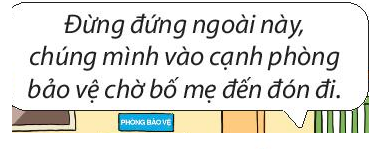 Đừng đứng ngoài này,
chúng mình vào cạnh phòng
bảo vệ chờ bố mẹ đến đón đi.
PHÒNG BẢO VỆ